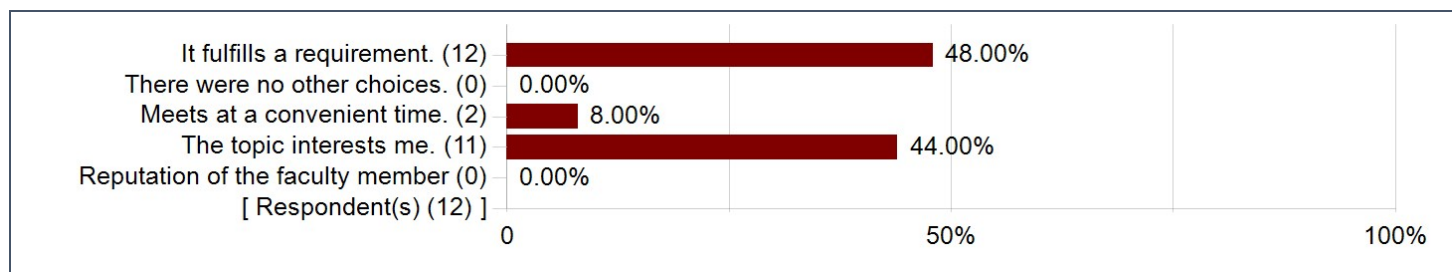 It fulfills a requirement. (12) 48.00%
There were no other choices. (0) 0.00%
Meets at a convenient time. (2) 8.00%
The topic interests me. (11) 44.00%
Reputation of the faculty member (0) 0.00%
[ Respondent(s) (12) ]
0 50% 100%